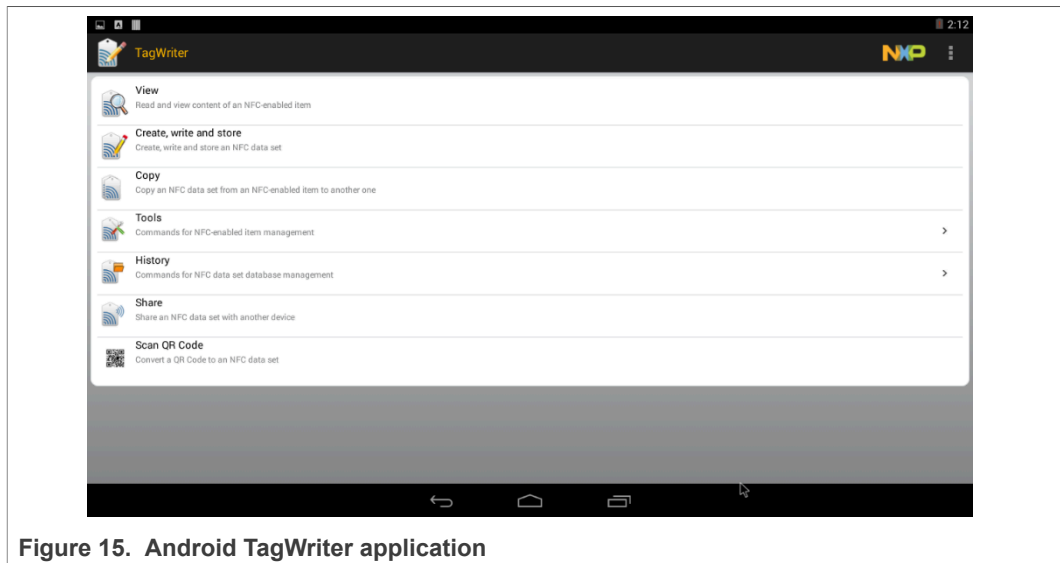 2:12
TagWriter
NXP
View
Read and view content of an NFC-enabled item
Create, write and store
Create, write and store an NFC data set
Copy
Copy an NFC data set from an NFC-enabled item to another one
Tools
Commands for NFC-enabled item management
History
Commands for NFC data set database management
Share
Share an NFC data set with another device
Scan QR Code
Convert a QR Code to an NFC data set
Figure 15. Android TagWriter application